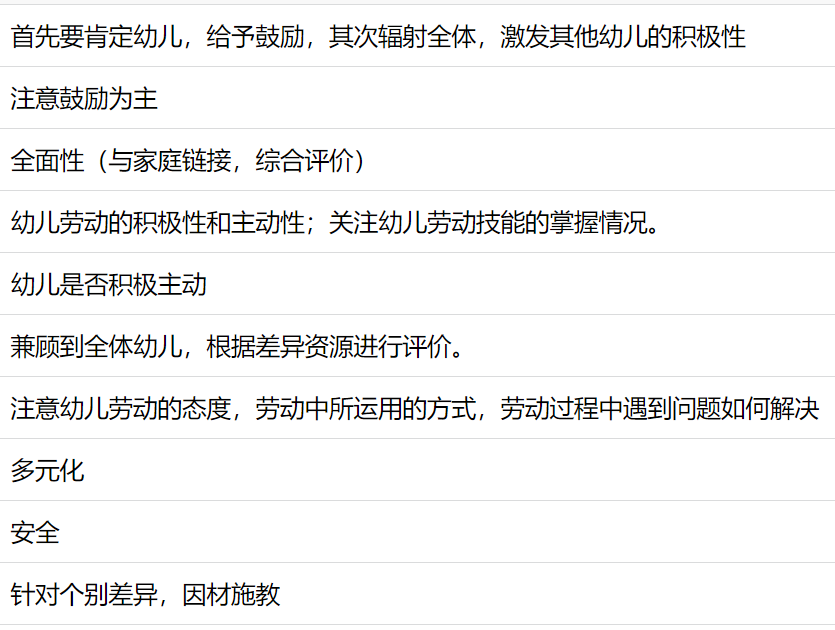 首先要肯定幼儿，给予鼓励，其次辐射全体，激发其他幼儿的积极性
注意鼓励为主
全面性（与家庭链接，综合评价）
幼儿劳动的积极性和主动性；关注幼儿劳动技能的掌握情况。
幼儿是否积极主动
兼顾到全体幼儿，根据差异资源进行评价。
注意幼儿劳动的态度，劳动中所运用的方式，劳动过程中遇到问题如何解决
多元化
安全
针对个别差异，因材施教